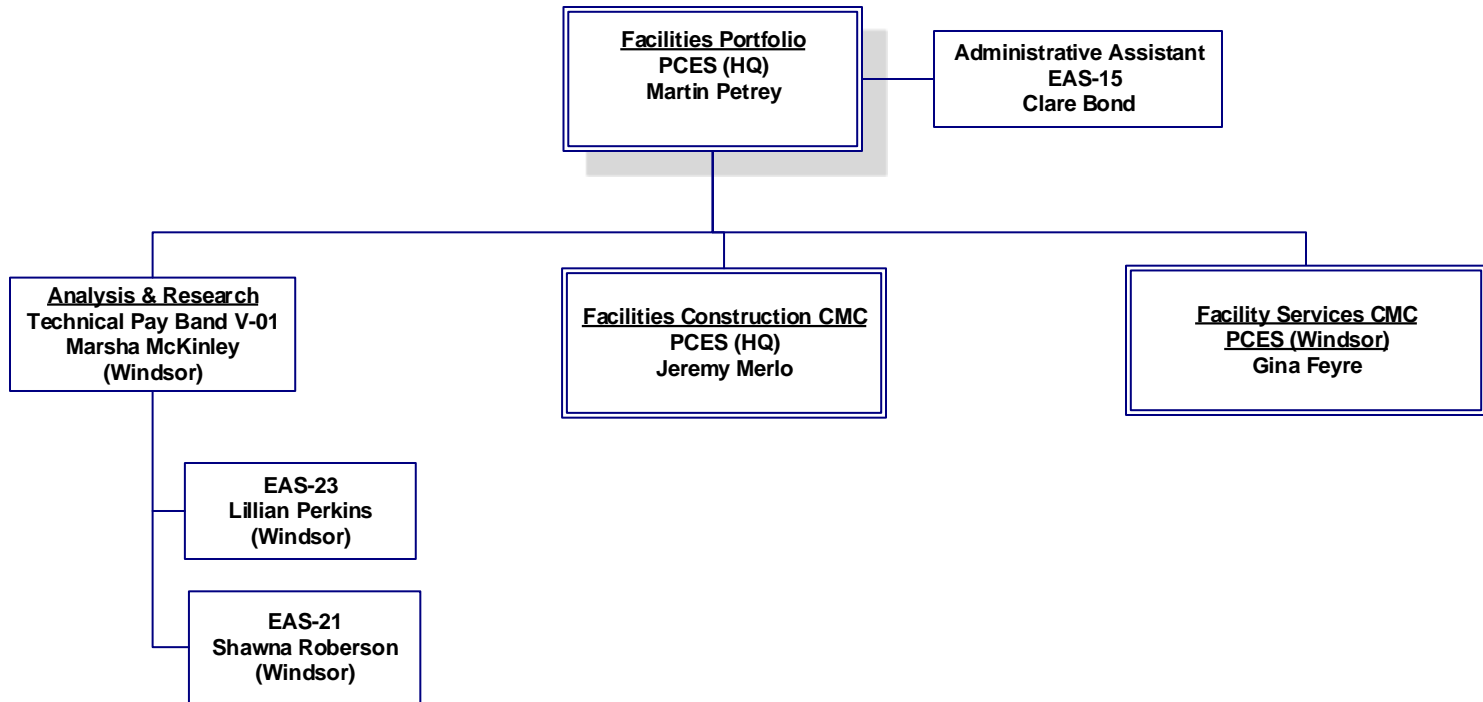 Facilities Portfolio
PCES (HQ)
Martin Petrey
Administrative Assistant
EAS-15
Clare Bond
Analysis & Research
Technical Pay Band V-01
Marsha McKinley
(Windsor)
Facilities Construction CMC
PCES (HQ)
Jeremy Merlo
Facility Services CMC
PCES (Windsor)
Gina Feyre
EAS-23
Lillian Perkins
(Windsor)
EAS-21
Shawna Roberson
(Windsor)